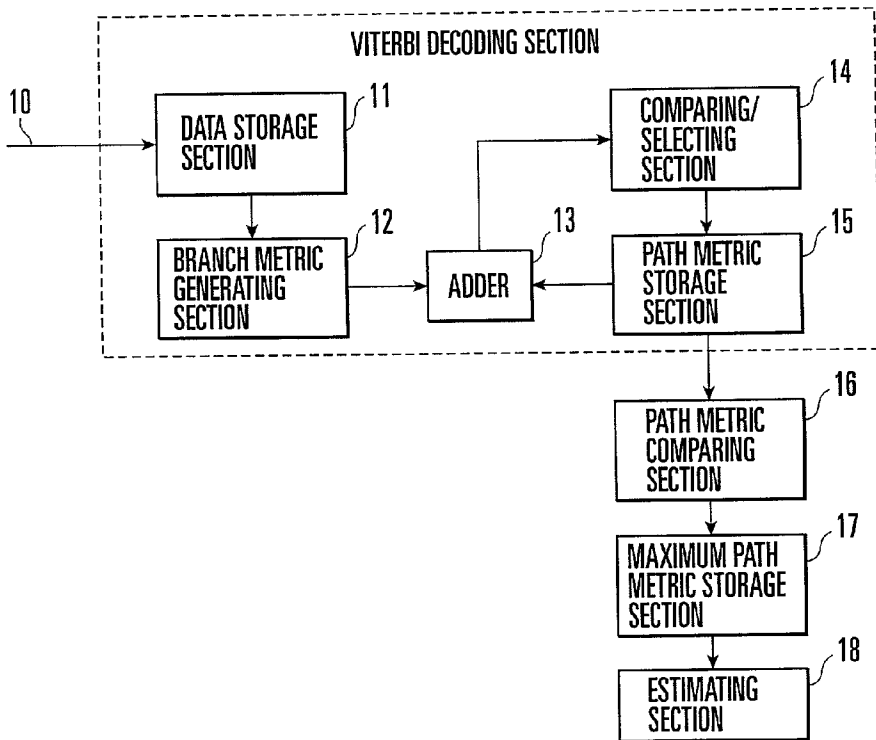 VITERBI DECODING SECTION
10
11
DATA STORAGE
SECTION
14
COMPARING/
SELECTING
SECTION
12
BRANCH METRIC
GENERATING
SECTION
13
ADDER
15
PATH METRIC
STORAGE
SECTION
16
PATH METRIC
COMPARING
SECTION
17
MAXIMUM PATH
METRIC STORAGE
SECTION
18
ESTIMATING
SECTION